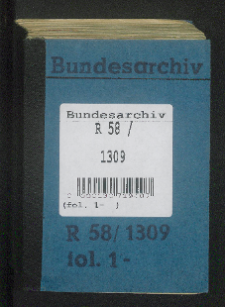 Bundesarchiv
Bundesarchiv
R 58 /
1309
(fol. 1- )
R 58/1309
fol. 1-